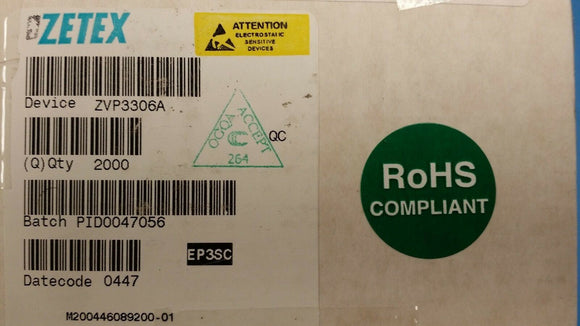 ZETEX
ATTENTION
ELECTROSTATIC
SENSITIVE
DEVICES
Device ZVP3306A
OGQA ACCEPT
264
QC
(Q)Qty 2000
RoHS
COMPLIANT
Batch PID0047056
EP3SC
Datecode 0447
M200446089200-01